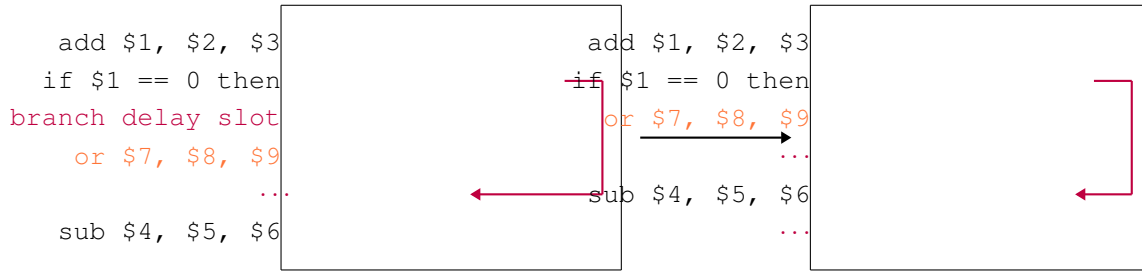 add $1, $2, $3
if $1 == 0 then
branch delay slot
or $7, $8, $9
...
sub $4, $5, $6
add $1, $2, $3
if $1 == 0 then
or $7, $8, $9
...
sub $4, $5, $6
...